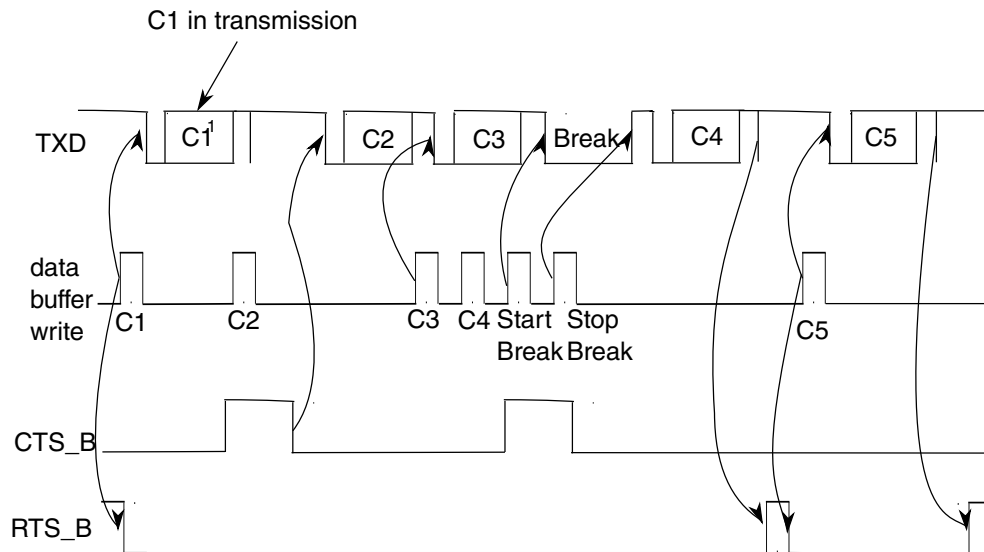 C1 in transmission
TXD
C1 1
C2
C3
Break
C4
C5
data
buffer
write
C1
C2
C3
C4
Start
Break
Stop
Break
C5
CTS_B
RTS_B